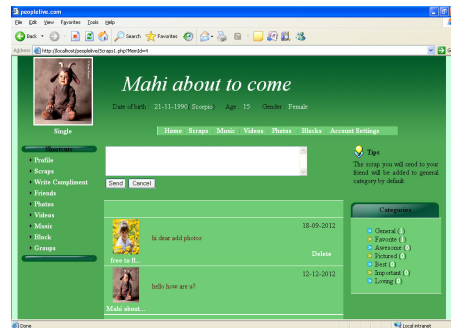 peoplelive.com
File Edit View Favorites Tools Help
Back Search Favorites
Address http://localhost/peoplelive/Scraps1.php?MemId=4 Go
Mahi about to come
Date of birth 21-11-1990( Scorpio) Age 15 Gender Female
Single
Home Scraps Music Videos Photos Blocks Account Settings
Shortcuts
Profile
Scraps
Write Compliment
Friends
Photos
Videos
Music
Block
Groups
Send Cancel
18-09-2012
hi dear add photos
Delete
free to fl...
12-12-2012
hello how are u?
Mahi about...
Tips
The scrap you will send to your
friend will be added to general
category by default.
Categories
General ( )
Favorite ( )
Awesome ( )
Pictured ( )
Best ( )
Important ( )
Loving ( )
Done
Local intranet